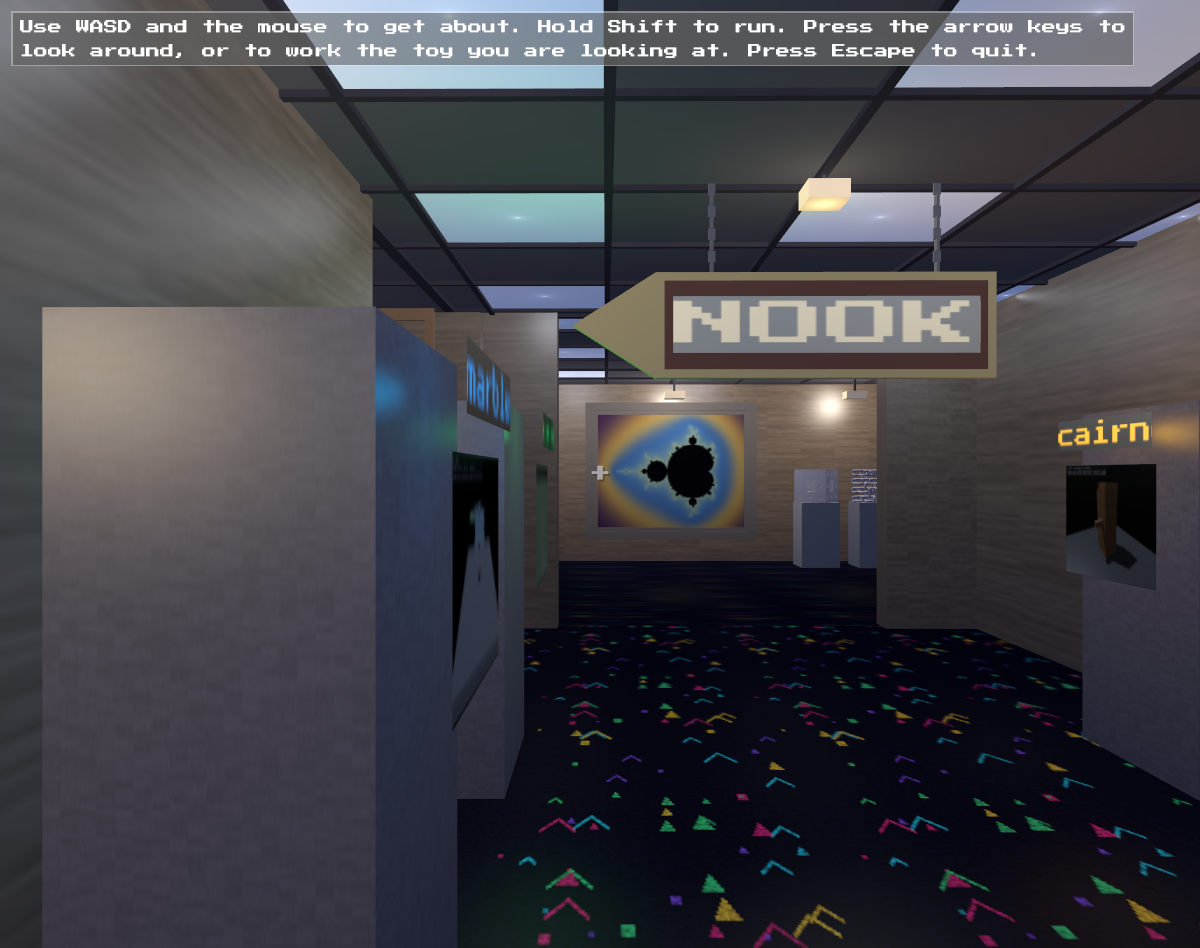 Use WASD and the mouse to get about. Hold Shift to run. Press the arrow keys to
look around, or to work the toy you are looking at. Press Escape to quit.
NOOK
marble
cairn